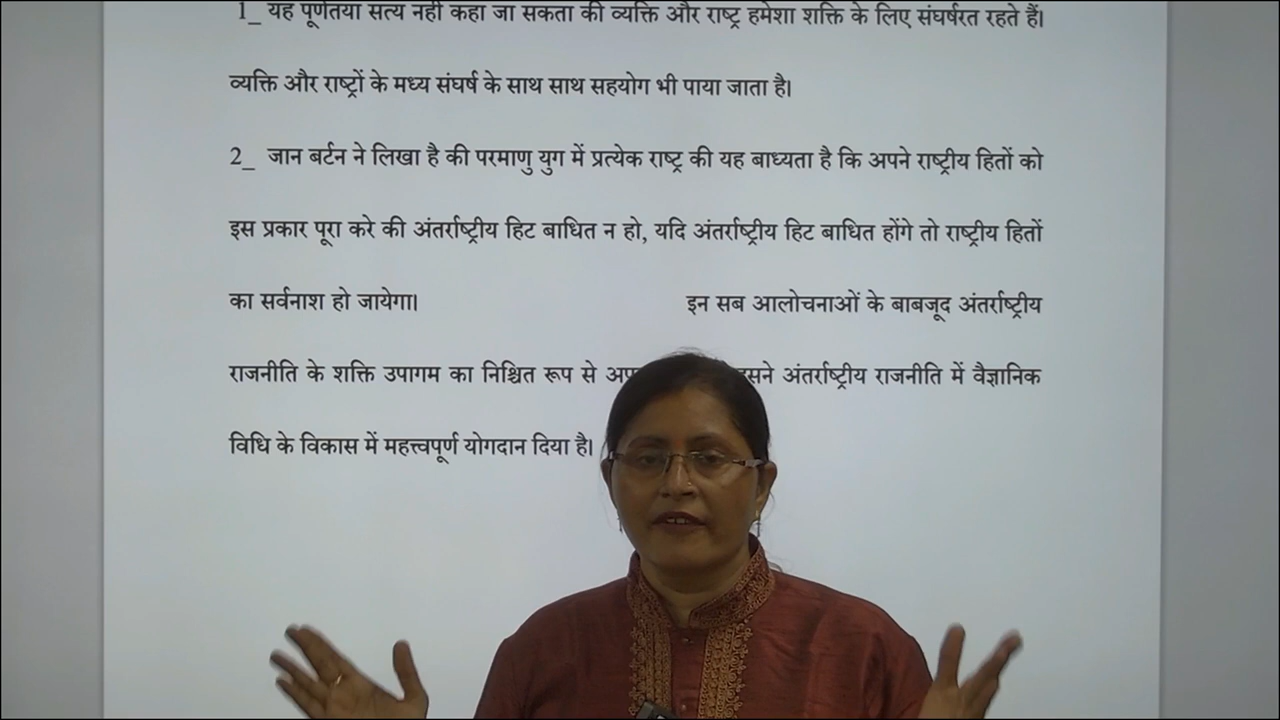 1_ यह पूर्णतया सत्य नहीं कहा जा सकता की व्यक्ति और राष्ट्र हमेशा शक्ति के लिए संघर्षरत रहते हैं।
व्यक्ति और राष्ट्रों के मध्य संघर्ष के साथ साथ सहयोग भी पाया जाता है।
2_ जान बर्टन ने लिखा है की परमाणु युग में प्रत्येक राष्ट्र की यह बाध्यता है कि अपने राष्ट्रीय हितों को
इस प्रकार पूरा करे की अंतर्राष्ट्रीय हिट बाधित न हो, यदि अंतर्राष्ट्रीय हिट बाधित होंगे तो राष्ट्रीय हितों
का सर्वनाश हो जायेगा। इन सब आलोचनाओं के बाबजूद अंतर्राष्ट्रीय
राजनीति के शक्ति उपागम का निश्चित रूप से अंतर्राष्ट्रीय राजनीति में वैज्ञानिक
विधि के विकास में महत्त्वपूर्ण योगदान दिया है।